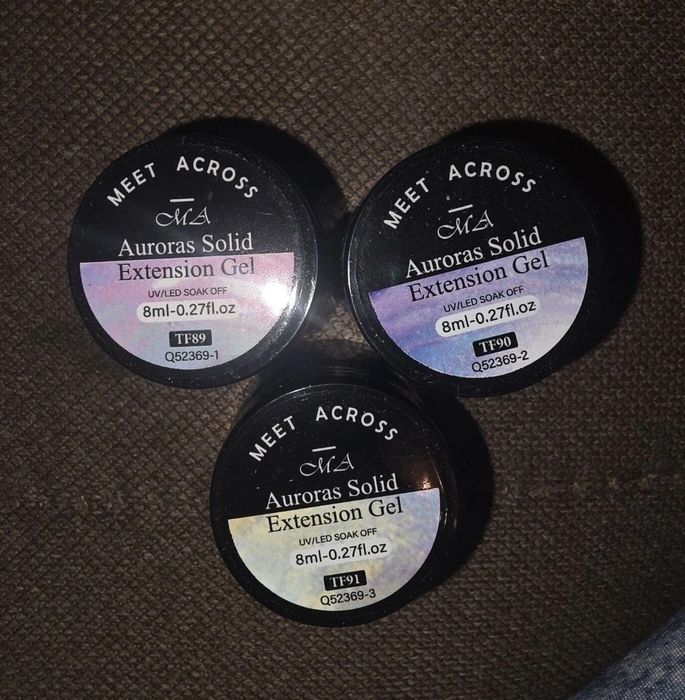 MEET ACROSS
MA
Auroras Solid
Extension Gel
UV/LED SOAK OFF
8ml-0.27fl.oz
TF89
Q52369-1
MEET ACROSS
MA
Auroras Solid
Extension Gel
UV/LED SOAK OFF
8ml-0.27fl.oz
TF90
Q52369-2
MEET ACROSS
MA
Auroras Solid
Extension Gel
UV/LED SOAK OFF
8ml-0.27fl.oz
TF91
Q52369-3